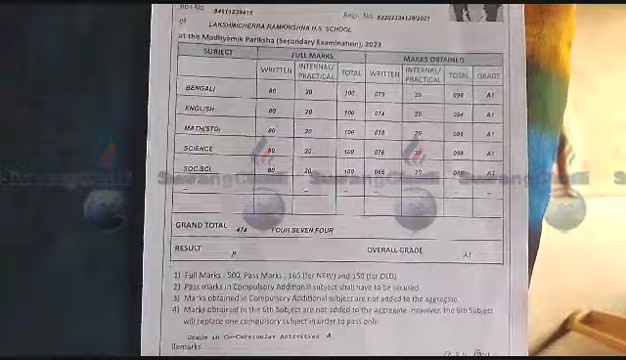 of LAKSHMICHERRA RAMKRISHNA H.S. SCHOOL
at the Madhyamik Pariksha (Secondary Examination), 2023
SUBJECT FULL MARKS MARKS OBTAINED
WRITTEN INTERNAL/PRACTICAL TOTAL WRITTEN INTERNAL/PRACTICAL TOTAL GRADE
BENGALI 80 20 100 079 20 099 A1
ENGLISH 80 20 100 074 20 094 A1
MATH(STD) 80 20 100 078 20 098 A1
SCIENCE 80 20 100 078 20 098 A1
SOC SCI 80 20 100 20
GRAND TOTAL 474 FOUR SEVEN FOUR
RESULT P OVERALL GRADE A1
1) Full Marks : 500, Pass Marks : 165 (for NEW) and 150 (for OLD)
2) Pass marks in Compulsory Additional subject shall have to be secured
3) Marks obtained in Compulsory Additional subject are not added to the aggregate.
4) Marks obtained in the 6th Subject are not added to the aggregate, however, the 6th Subject
will replace one compulsory subject in order to pass only.
Grade in Co-Curricular Activities A
Remarks